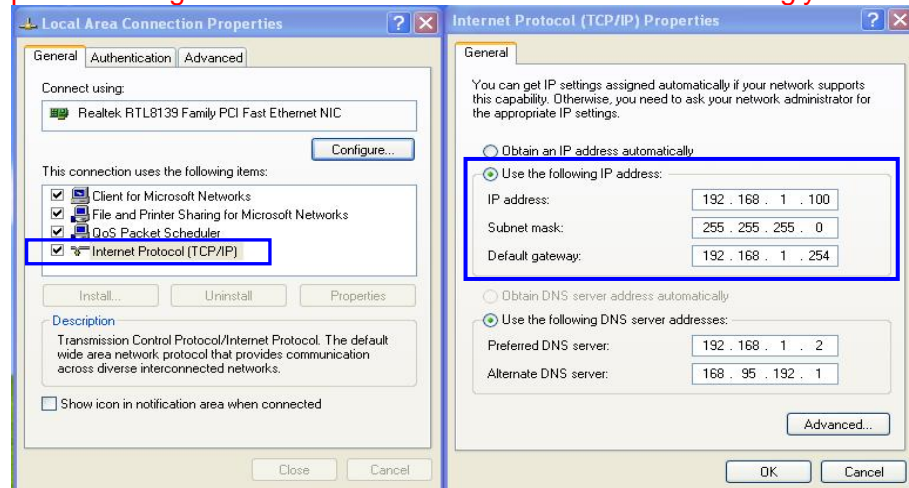 Local Area Connection Properties
General Authentication Advanced
Connect using:
Realtek RTL8139 Family PCI Fast Ethernet NIC
Configure...
This connection uses the following items:
Client for Microsoft Networks
File and Printer Sharing for Microsoft Networks
QoS Packet Scheduler
Internet Protocol (TCP/IP)
Install... Uninstall Properties
Description
Transmission Control Protocol/Internet Protocol. The default
wide area network protocol that provides communication
across diverse interconnected networks.
Show icon in notification area when connected
Close Cancel
Internet Protocol (TCP/IP) Properties
General
You can get IP settings assigned automatically if your network supports
this capability. Otherwise, you need to ask your network administrator for
the appropriate IP settings.
Obtain an IP address automatically
Use the following IP address:
IP address: 192 . 168 . 1 . 100
Subnet mask: 255 . 255 . 255 . 0
Default gateway: 192 . 168 . 1 . 254
Obtain DNS server address automatically
Use the following DNS server addresses:
Preferred DNS server: 192 . 168 . 1 . 2
Alternate DNS server: 168 . 95 . 192 . 1
Advanced...
OK Cancel